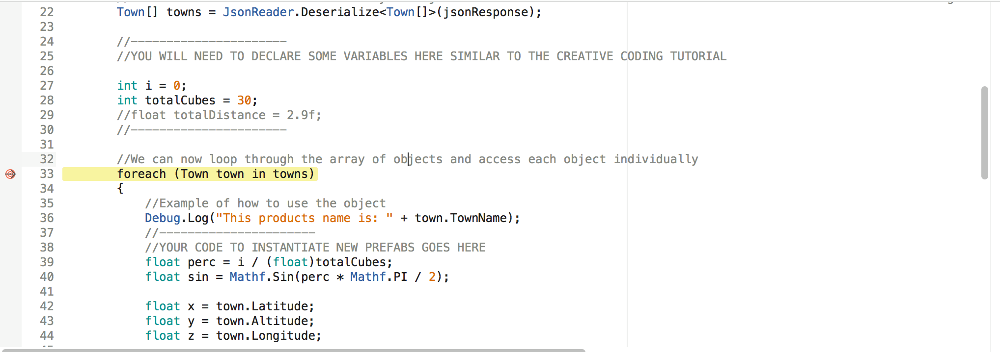 22 Town[] towns = JsonReader.Deserialize<Town[]>(jsonResponse);
23
24 //----------------------
25 //YOU WILL NEED TO DECLARE SOME VARIABLES HERE SIMILAR TO THE CREATIVE CODING TUTORIAL
26
27 int i = 0;
28 int totalCubes = 30;
29 //float totalDistance = 2.9f;
30 //----------------------
31
32 //We can now loop through the array of objects and access each object individually
33 foreach (Town town in towns)
34 {
35 //Example of how to use the object
36 Debug.Log("This products name is: " + town.TownName);
37 //----------------------
38 //YOUR CODE TO INSTANTIATE NEW PREFABS GOES HERE
39 float perc = i / (float)totalCubes;
40 float sin = Mathf.Sin(perc * Mathf.PI / 2);
41
42 float x = town.Latitude;
43 float y = town.Altitude;
44 float z = town.Longitude;